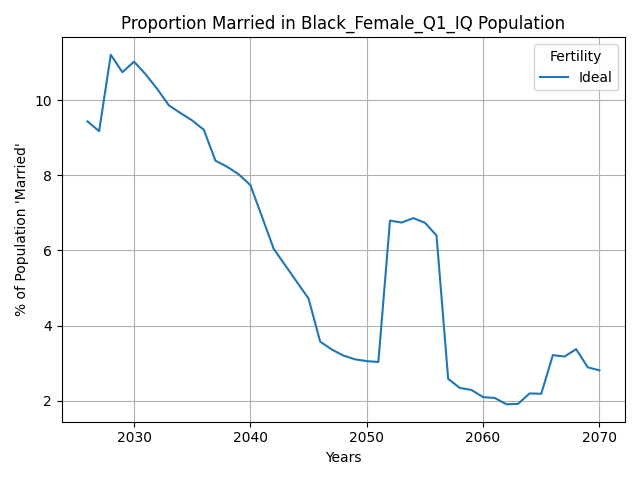 Proportion Married in Black_Female_Q1_IQ Population
Fertility
Ideal
% of Population 'Married'
10
8
6
4
2
2030 2040 2050 2060 2070
Years